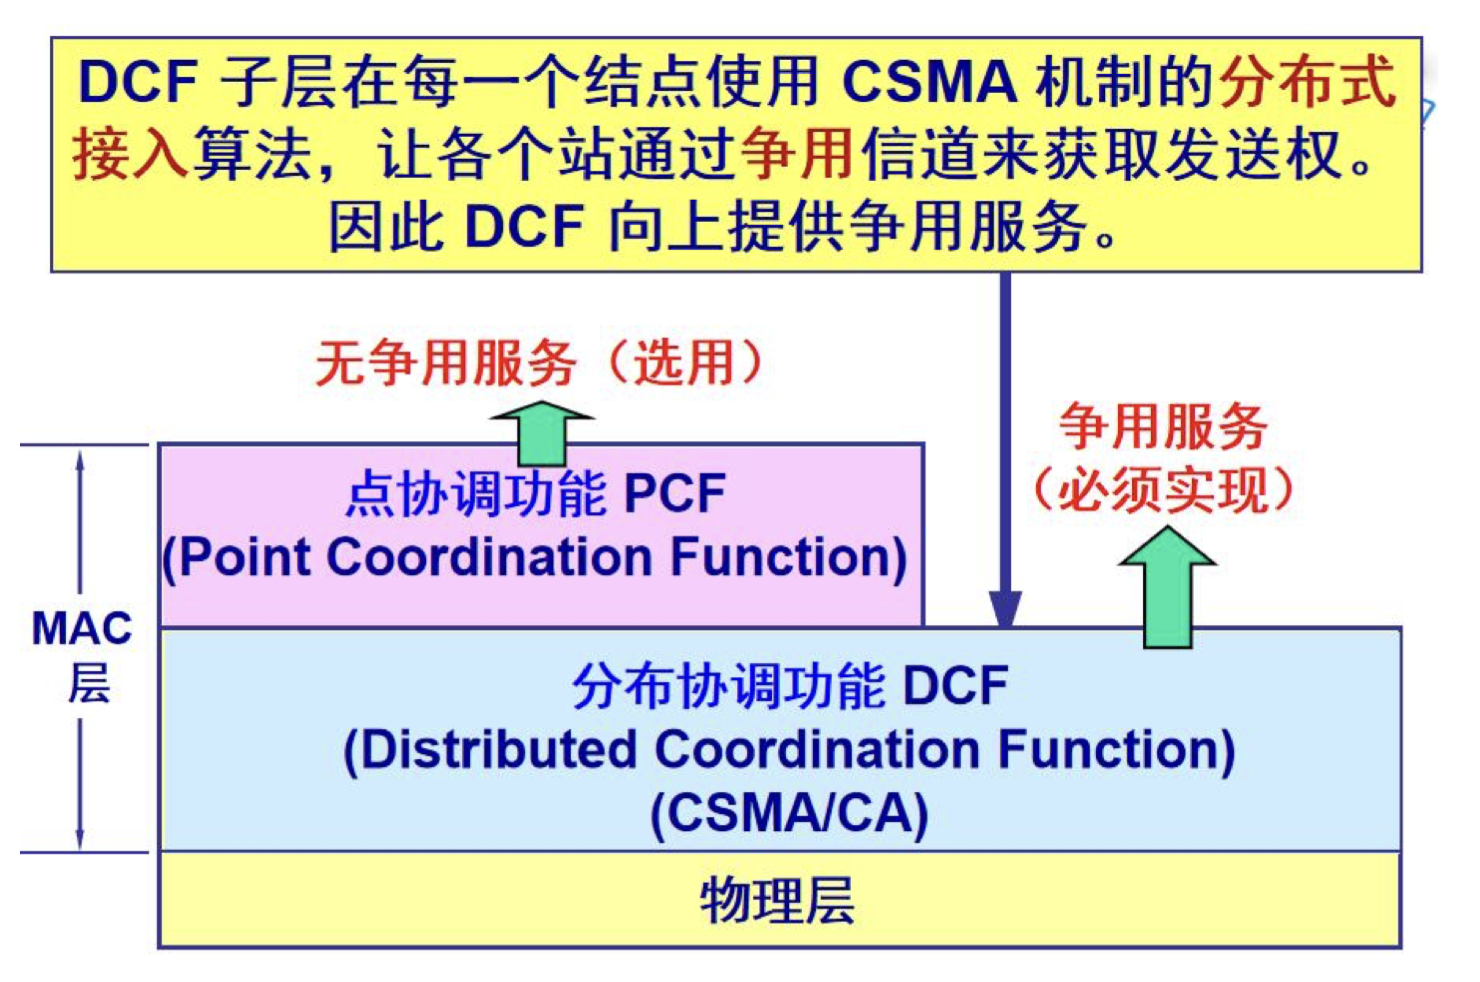 DCF 子层在每一个结点使用 CSMA 机制的分布式
接入算法，让各个站通过争用信道来获取发送权。
因此 DCF 向上提供争用服务。
无争用服务（选用）
争用服务
（必须实现）
点协调功能 PCF
(Point Coordination Function)
MAC
层
分布协调功能 DCF
(Distributed Coordination Function)
(CSMA/CA)
物理层